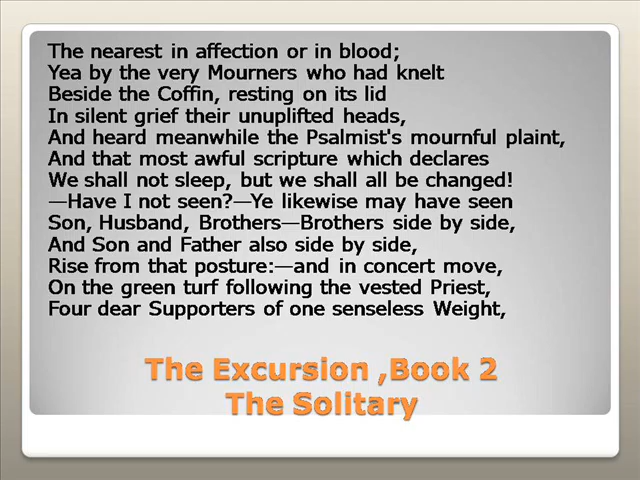 The nearest in affection or in blood;
Yea by the very Mourners who had knelt
Beside the Coffin, resting on its lid
In silent grief their unuplifted heads,
And heard meanwhile the Psalmist's mournful plaint,
And that most awful scripture which declares
We shall not sleep, but we shall all be changed!
—Have I not seen?—Ye likewise may have seen
Son, Husband, Brothers—Brothers side by side,
And Son and Father also side by side,
Rise from that posture:—and in concert move,
On the green turf following the vested Priest,
Four dear Supporters of one senseless Weight,
The Excursion ,Book 2
The Solitary